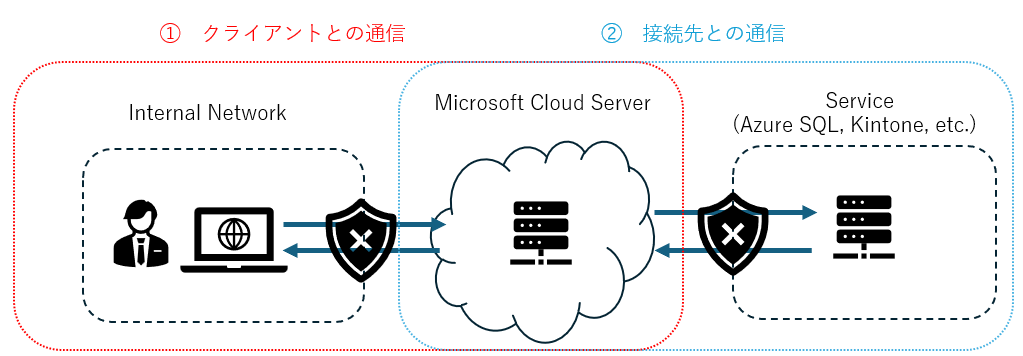 ① クライアントとの通信
② 接続先との通信
Internal Network
Microsoft Cloud Server
Service
(Azure SQL, Kintone, etc.)